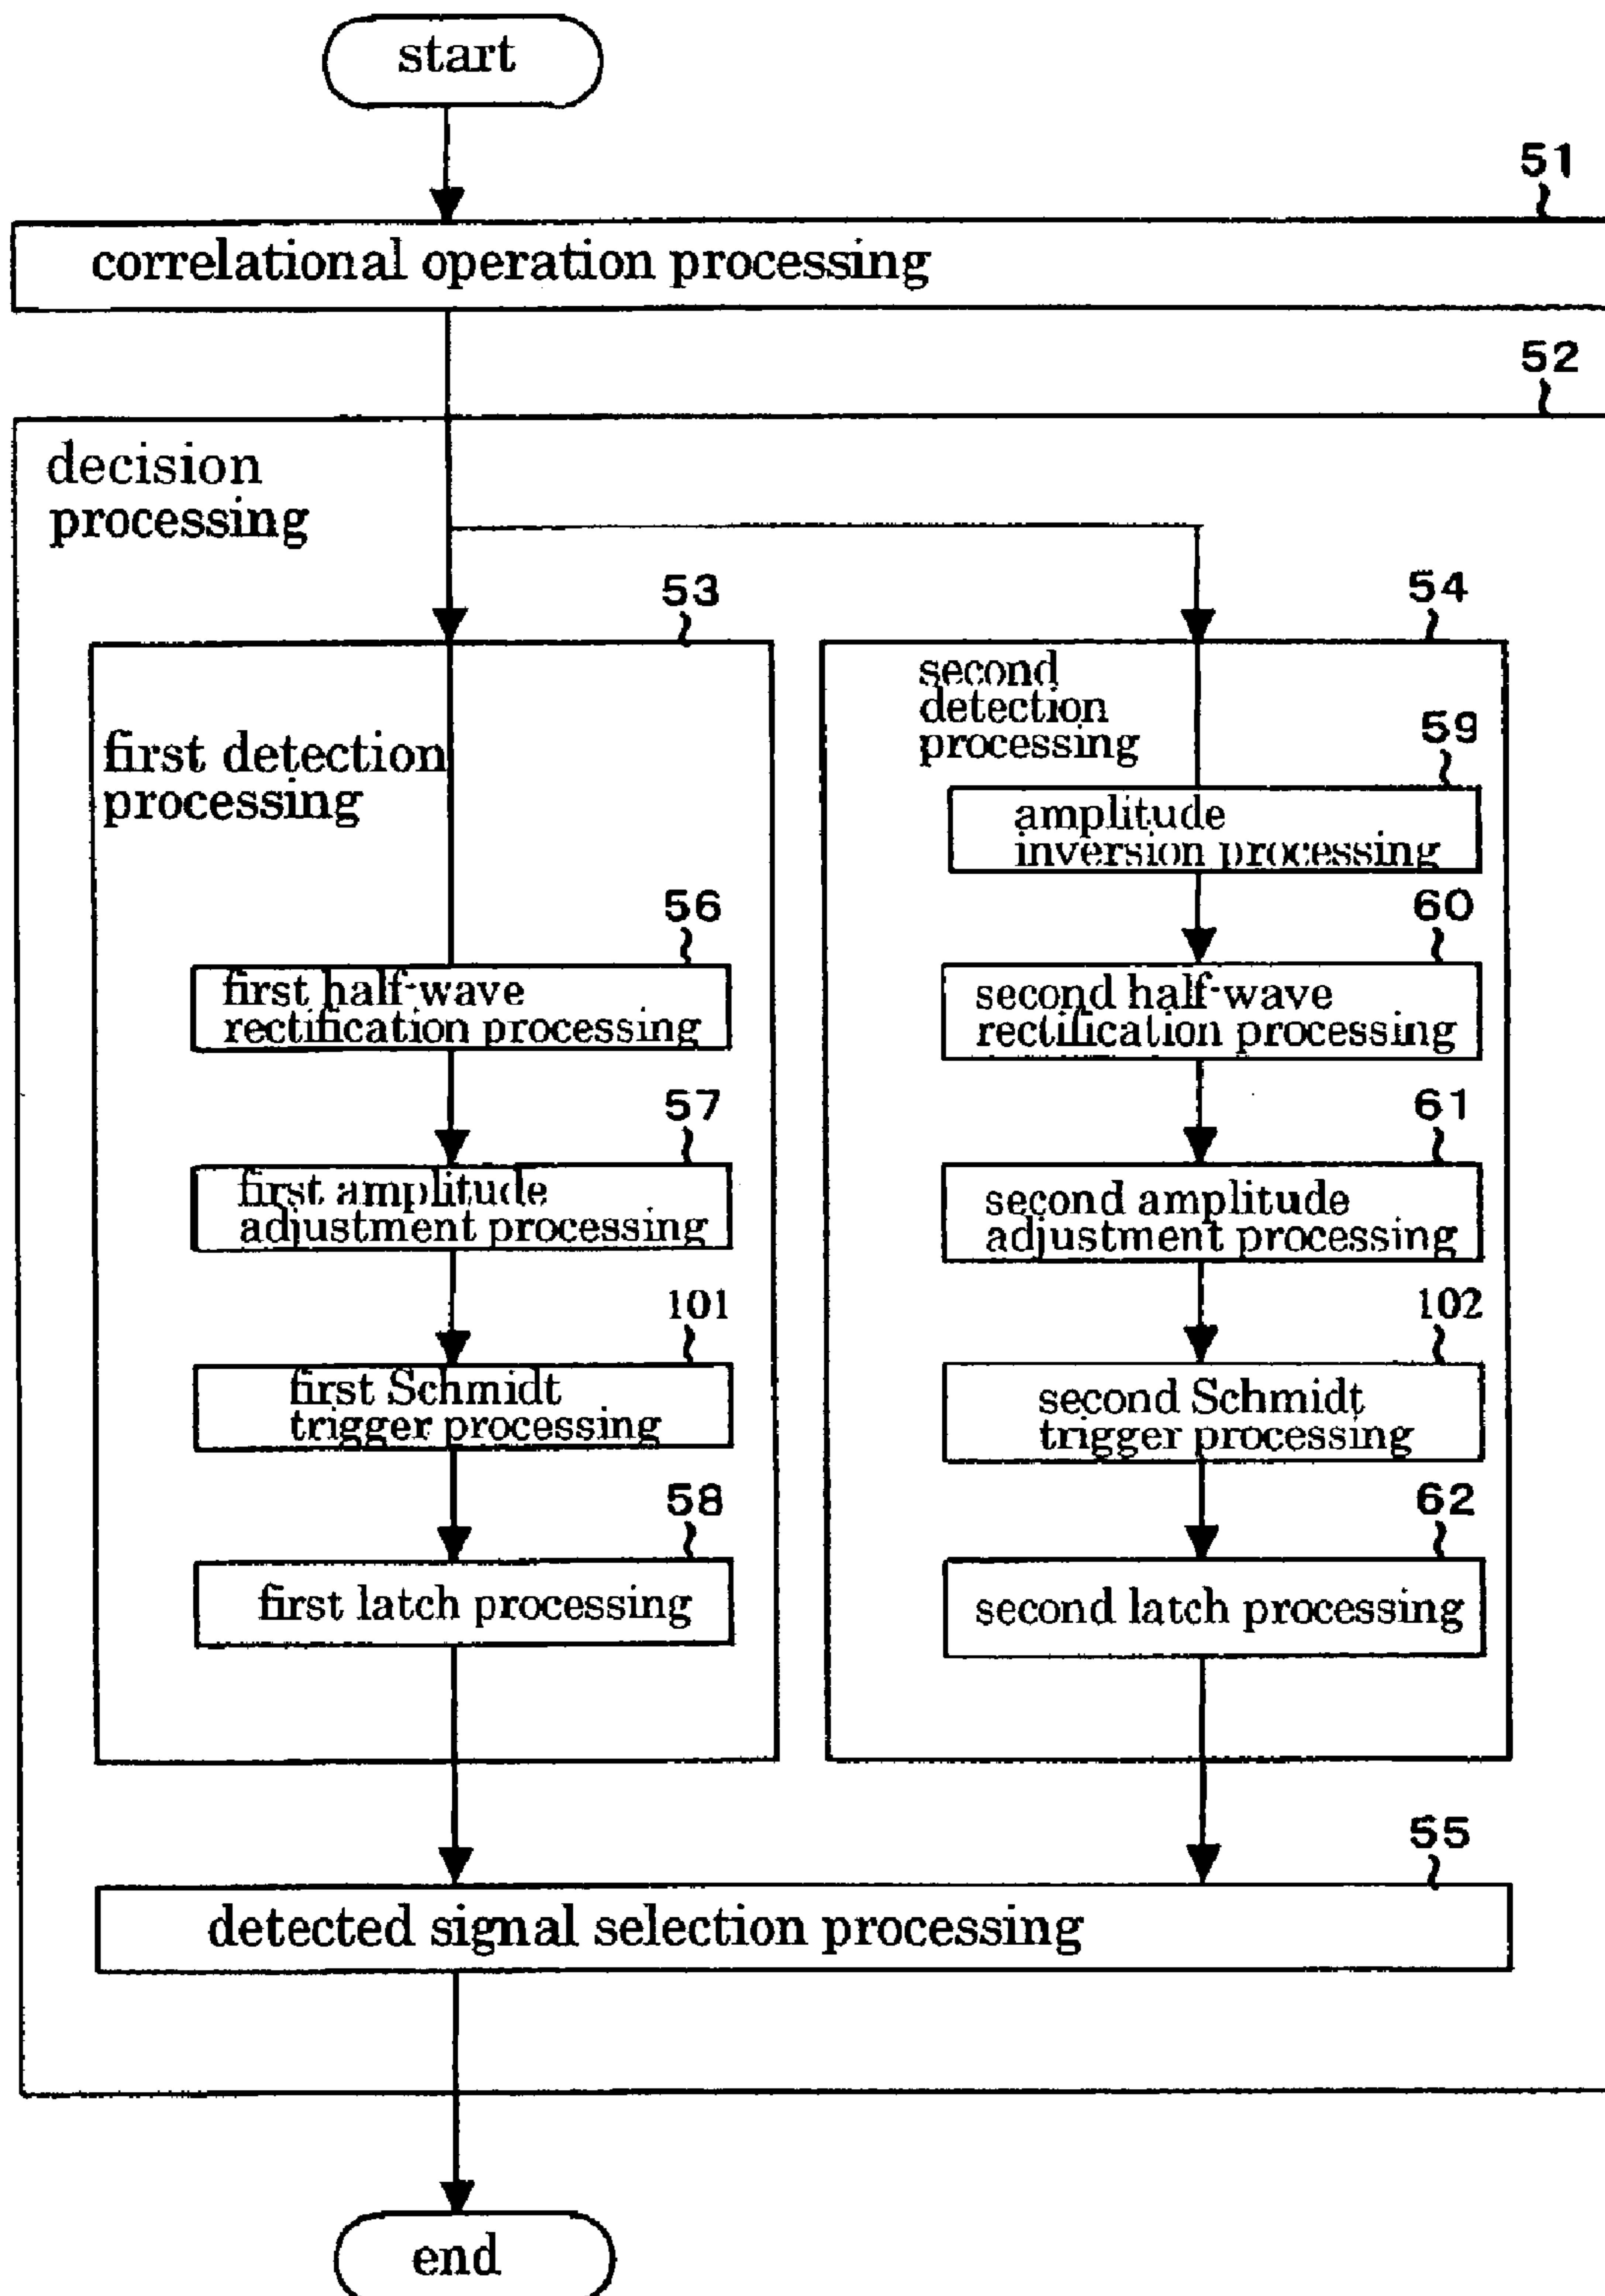 start
51
correlational operation processing
52
decision
processing
53
first detection
processing
56
first half-wave
rectification processing
57
first amplitude
adjustment processing
101
first Schmidt
trigger processing
58
first latch processing
54
second
detection
processing
59
amplitude
inversion processing
60
second half-wave
rectification processing
61
second amplitude
adjustment processing
102
second Schmidt
trigger processing
62
second latch processing
55
detected signal selection processing
end